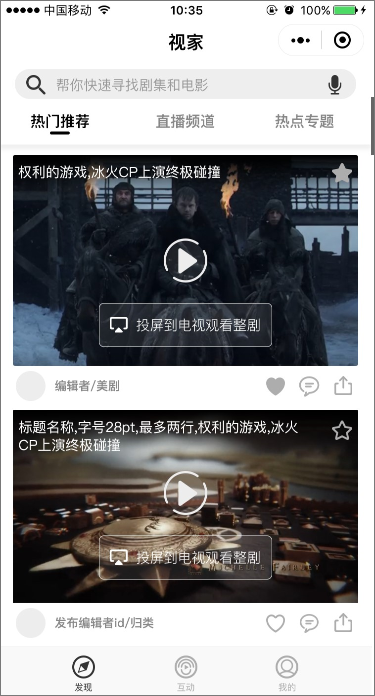 中国移动
10:35
100%
视家
帮你快速寻找剧集和电影
热门推荐
直播频道
热点专题
权利的游戏,冰火CP上演终极碰撞
投屏到电视观看整剧
编辑者/美剧
标题名称,字号28pt,最多两行,权利的游戏,冰火
CP上演终极碰撞
投屏到电视观看整剧
MICHELLE FAIRLEY
发布编辑者id/归类
发现
互动
我的